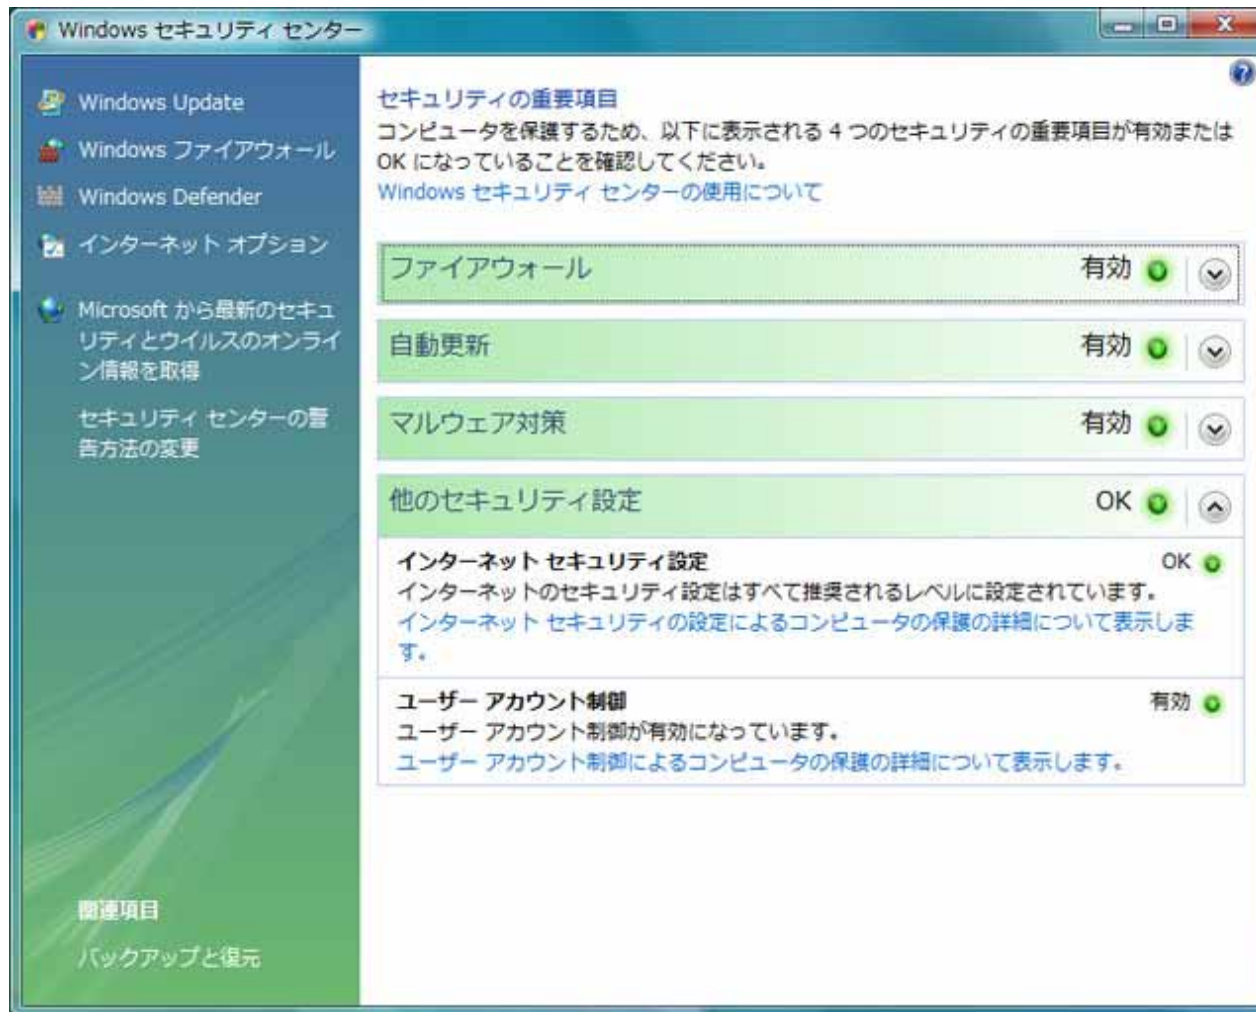 Windows セキュリティ センター
Windows Update
Windows ファイアウォール
Windows Defender
インターネット オプション
Microsoft から最新のセキュ
リティとウイルスのオンライ
ン情報を取得
セキュリティ センターの警
告方法の変更
関連項目
バックアップと復元
セキュリティの重要項目
コンピュータを保護するため、以下に表示される 4 つのセキュリティの重要項目が有効または
OK になっていることを確認してください。
Windows セキュリティ センターの使用について
ファイアウォール 有効
自動更新 有効
マルウェア対策 有効
他のセキュリティ設定 OK
インターネット セキュリティ設定 OK
インターネットのセキュリティ設定はすべて推奨されるレベルに設定されています。
インターネット セキュリティの設定によるコンピュータの保護の詳細について表示しま
す。
ユーザー アカウント制御 有効
ユーザー アカウント制御が有効になっています。
ユーザー アカウント制御によるコンピュータの保護の詳細について表示します。